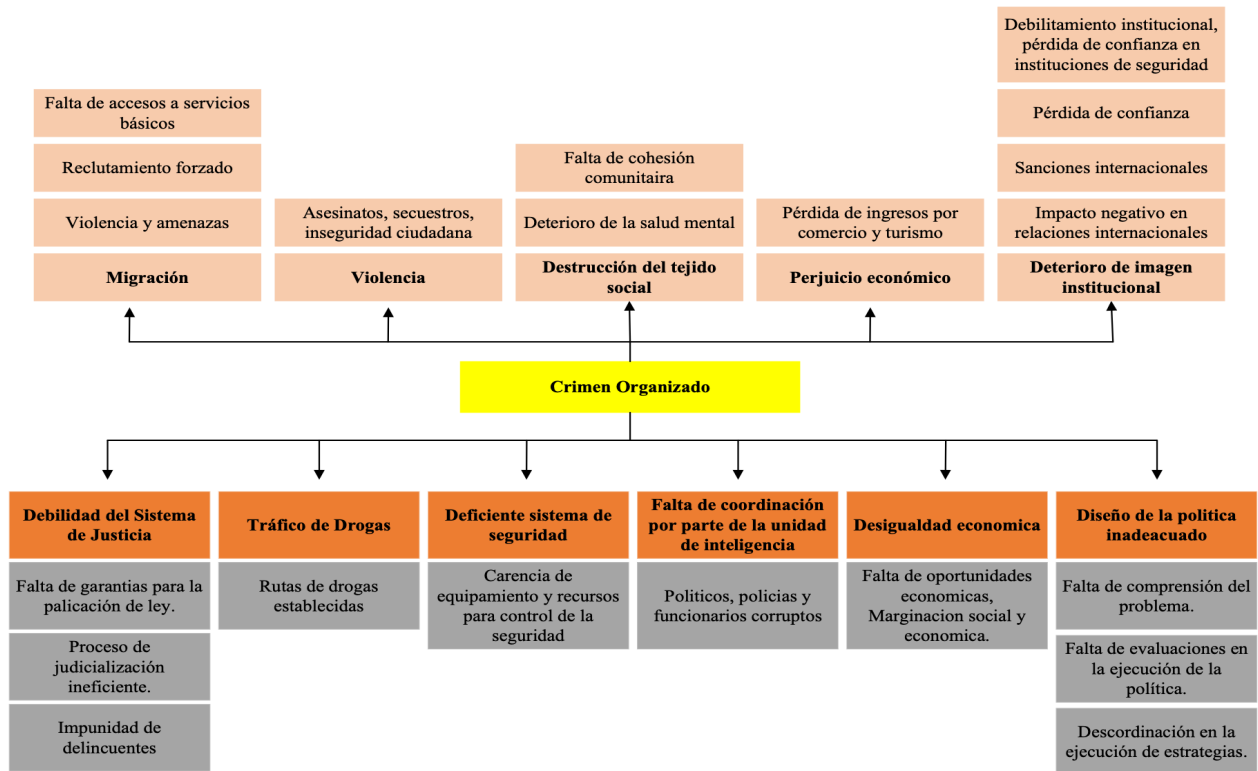 Debilitamiento institucional,
pérdida de confianza en
instituciones de seguridad
Falta de accesos a servicios
básicos
Pérdida de confianza
Reclutamiento forzado
Falta de cohesión
comunitaira
Sanciones internacionales
Violencia y amenazas
Asesinatos, secuestros,
inseguridad ciudadana
Deterioro de la salud mental
Pérdida de ingresos por
comercio y turismo
Impacto negativo en
relaciones internacionales
Migración
Violencia
Destrucción del tejido
social
Perjuicio económico
Deterioro de imagen
institucional
Crimen Organizado
Debilidad del Sistema
de Justicia
Tráfico de Drogas
Deficiente sistema de
seguridad
Falta de coordinación
por parte de la unidad
de inteligencia
Desigualdad economica
Diseño de la politica
inadeacuado
Falta de garantias para la
palicación de ley.
Rutas de drogas
establecidas
Carencia de
equipamiento y recursos
para control de la
seguridad
Politicos, policias y
funcionarios corruptos
Falta de oportunidades
economicas,
Marginacion social y
economica.
Falta de comprensión del
problema.
Proceso de
judicialización
ineficiente.
Falta de evaluaciones en
la ejecución de la
política.
Impunidad de
delincuentes
Descordinación en la
ejecución de estrategias.